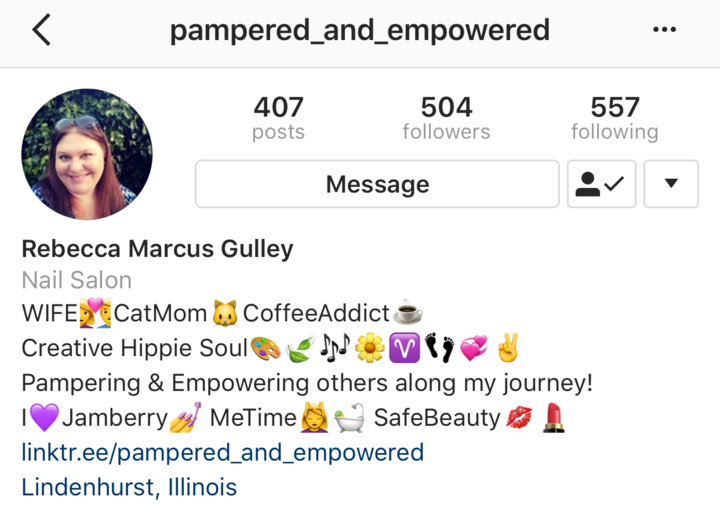 pampered_and_empowered
407 posts
504 followers
557 following
Message
Rebecca Marcus Gulley
Nail Salon
WIFE💏CatMom🐱CoffeeAddict☕
Creative Hippie Soul🎨🍃🎶🌼♈👣💞✌
Pampering & Empowering others along my journey!
I💜Jamberry💅 MeTime💆🛀 SafeBeauty💋💄
linktr.ee/pampered_and_empowered
Lindenhurst, Illinois